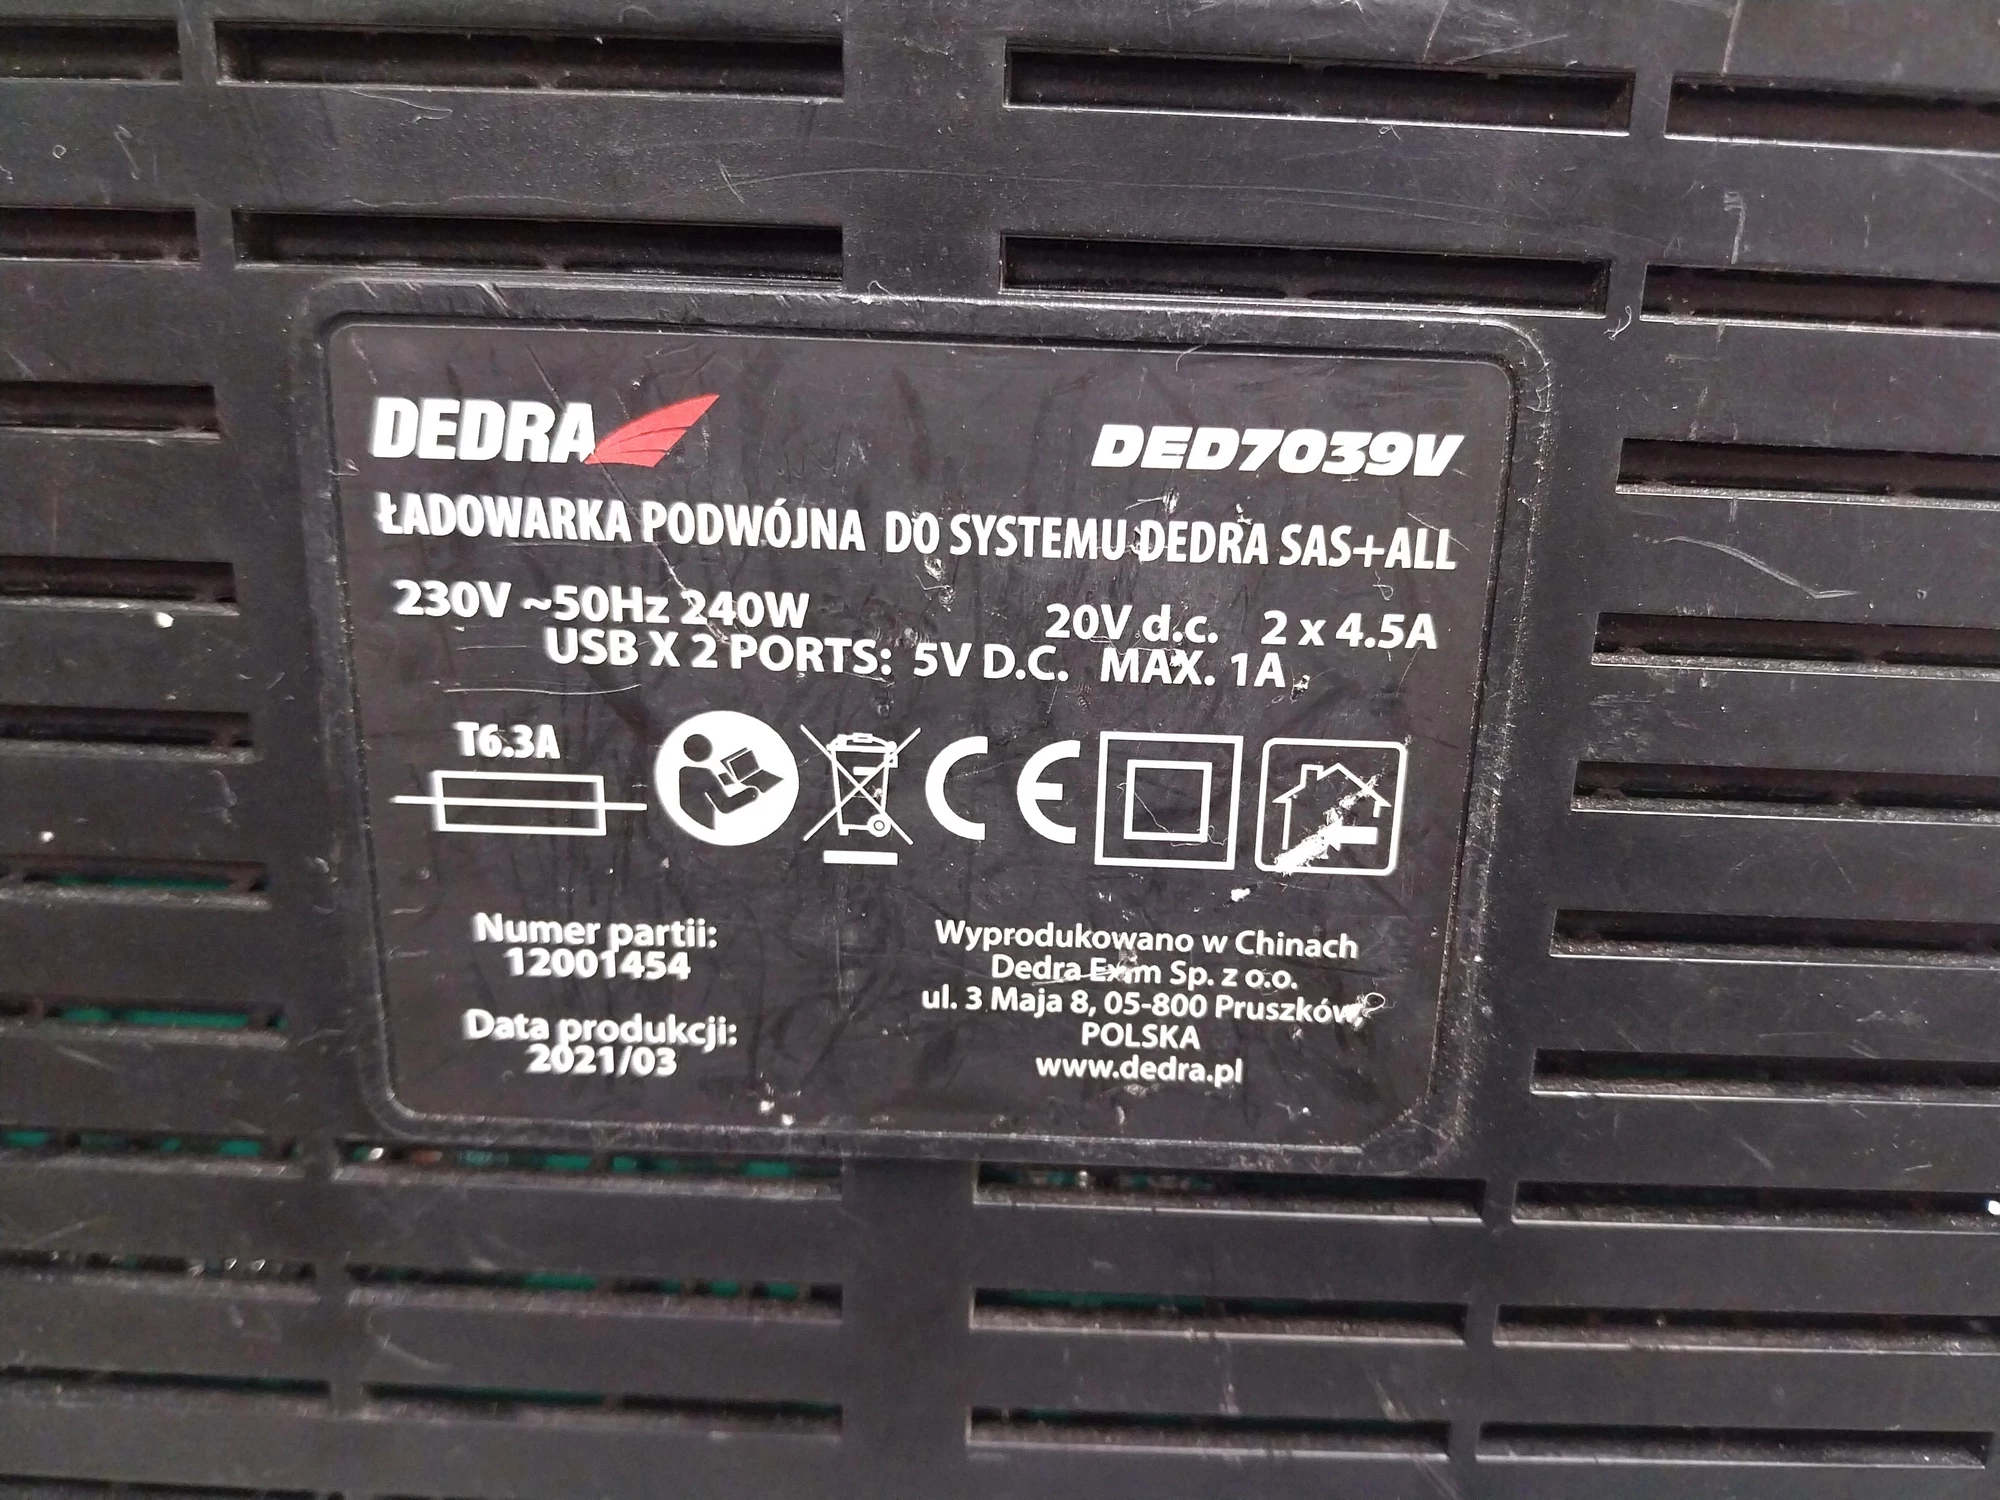 DEDRA DED7039V
ŁADOWARKA PODWÓJNA DO SYSTEMU DEDRA SAS+ALL
230V ~50Hz 240W 20V d.c. 2 x 4.5A
USB X 2 PORTS: 5V D.C. MAX. 1A
T6.3A
CE
Numer partii:
12001454
Data produkcji:
2021/03
Wyprodukowano w Chinach
Dedra Exim Sp. z o.o.
ul. 3 Maja 8, 05-800 Pruszków,
POLSKA
www.dedra.pl